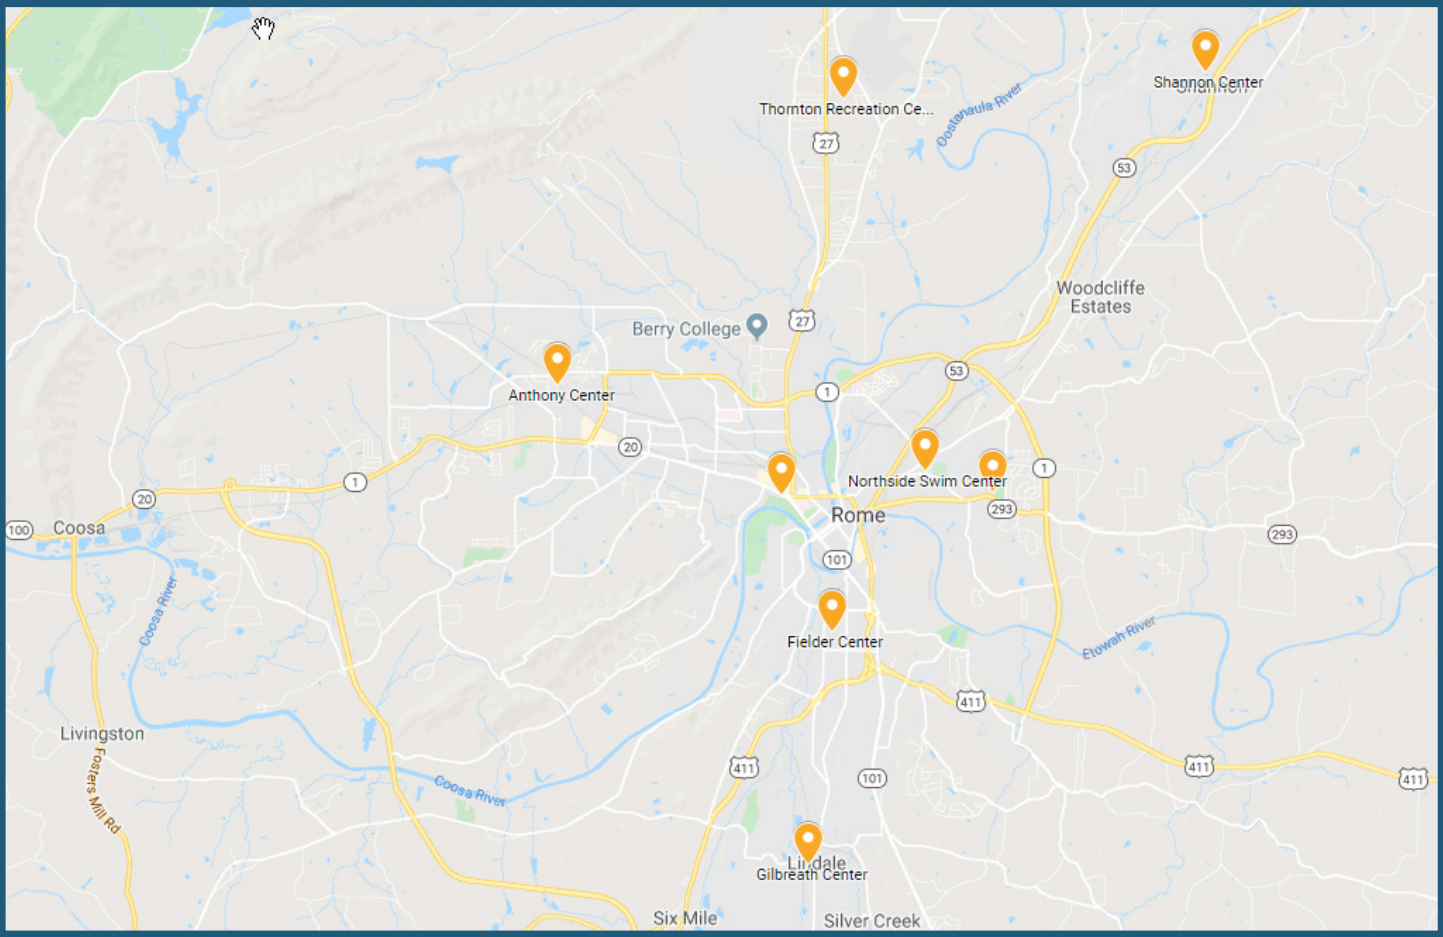 Shannon Center
Shannon
Thornton Recreation Ce...
Oostanaula River
27
53
Woodcliffe
Estates
Berry College
27
53
Anthony Center
1
20
1
1
20
Northside Swim Center
293
100
Coosa
Rome
293
101
Coosa River
Fielder Center
Etowah River
411
Livingston
Fosters Mill Rd
411
101
411
411
Coosa River
Lindale
Gilbreath Center
Six Mile
Silver Creek